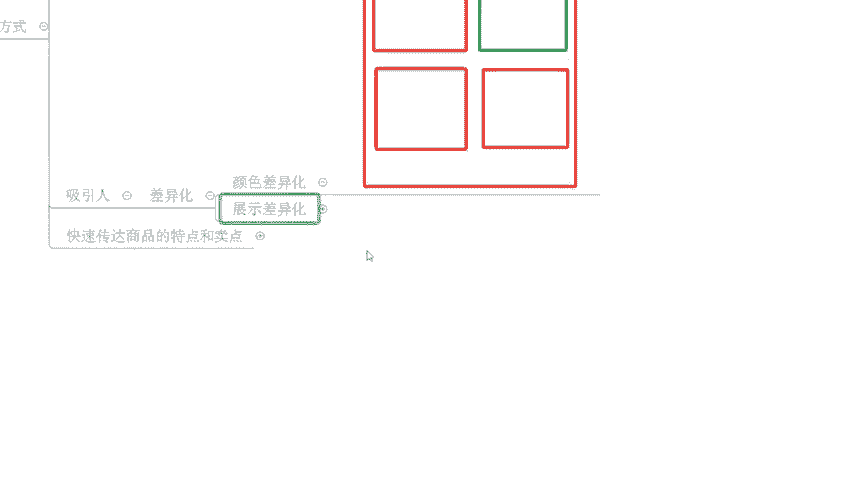 方式
颜色差异化
吸引人 差异化
展示差异化
快速传达商品的特点和卖点